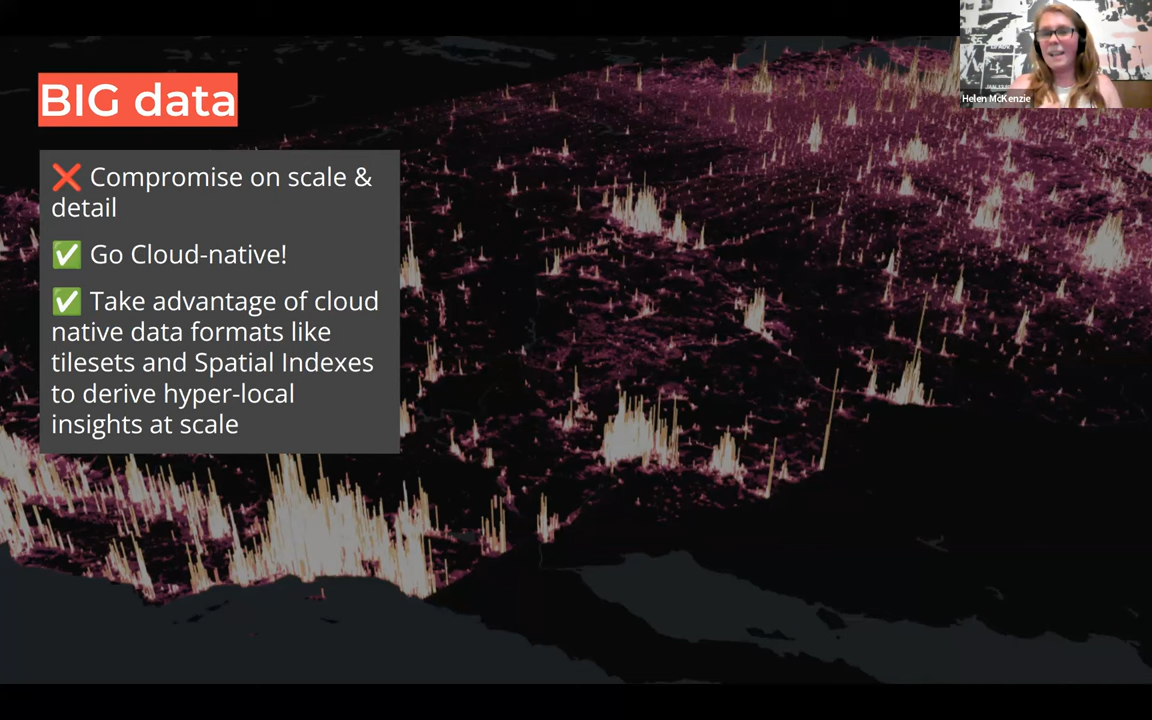 BIG data
❌ Compromise on scale &
detail
✅ Go Cloud-native!
✅ Take advantage of cloud
native data formats like
tilesets and Spatial Indexes
to derive hyper-local
insights at scale
Helen McKenzie